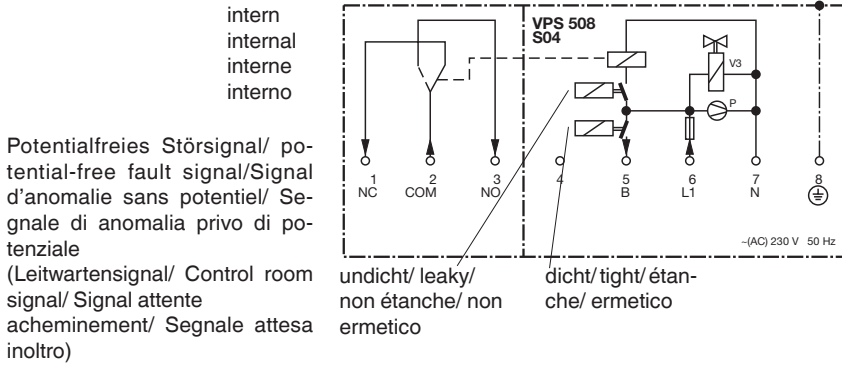 intern
internal
interne
interno
Potentialfreies Störsignal/ po-
tential-free fault signal/Signal
d'anomalie sans potentiel/ Se-
gnale di anomalia privo di po-
tenziale
(Leitwartensignal/ Control room
signal/ Signal attente
acheminement/ Segnale attesa
inoltro)
VPS 508
S04
V3
P
1 2 3 4 5 6 7 8
NC COM NO B L1 N
~(AC) 230 V 50 Hz
undicht/ leaky/
non étanche/ non
ermetico
dicht/ tight/ étan-
che/ ermetico